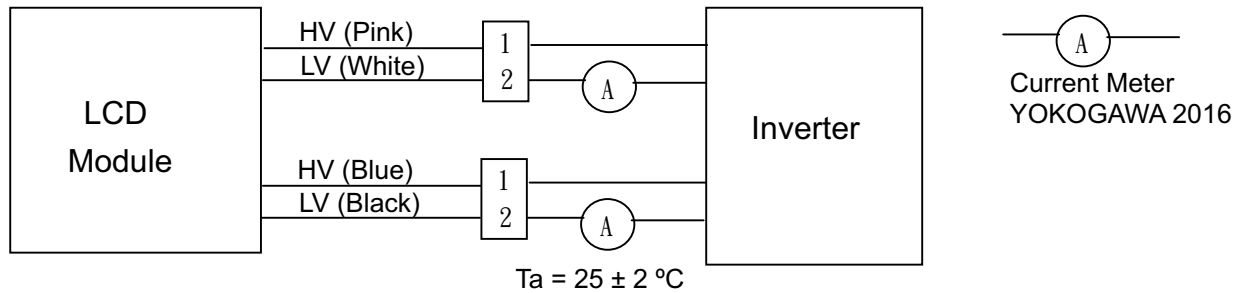 HV (Pink)
1
A
LV (White)
2
A
Current Meter
YOKOGAWA 2016
LCD
Module
Inverter
HV (Blue)
1
LV (Black)
2
A
Ta = 25 ± 2 ºC